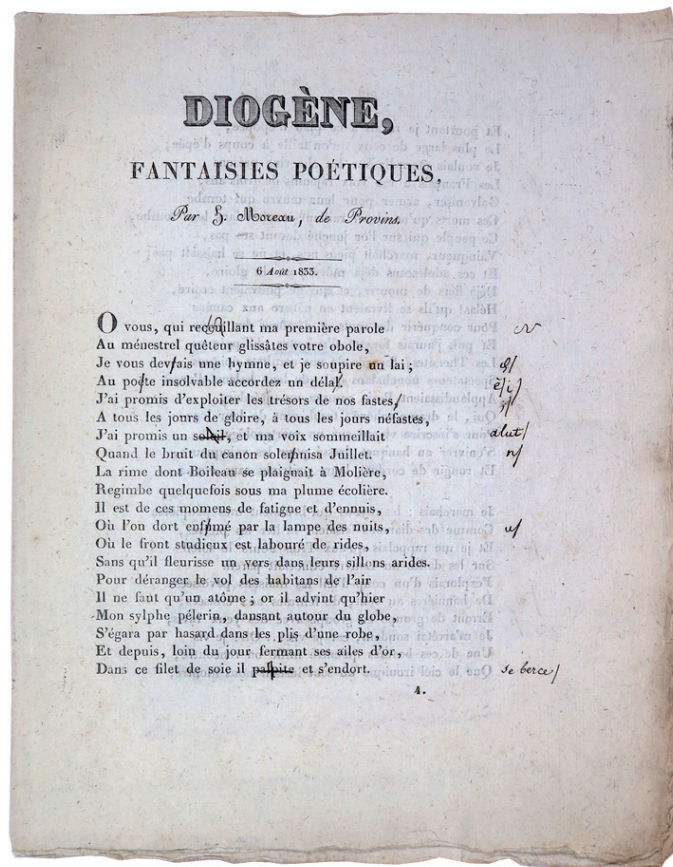 DIOGÈNE,
FANTAISIES POÉTIQUES,
Par H. Moreau, de Provins.
6 Août 1833.
O vous, qui recueillant ma première parole
Au ménestrel quêteur glissâtes votre obole,
Je vous devrais une hymne, et je soupire un lai ;
Au poëte insolvable accordez un délai.
J'ai promis d'exploiter les trésors de nos fastes,
A tous les jours de gloire, à tous les jours néfastes,
J'ai promis un et ma voix sommeillait alut/
Quand le bruit du canon solennisa Juillet. n/
La rime dont Boileau se plaignait à Molière,
Regimbe quelquefois sous ma plume écolière.
Il est de ces momens de fatigue et d'ennuis,
Où l'on dort enfumé par la lampe des nuits, u/
Où le front studieux est labouré de rides,
Sans qu'il fleurisse un vers dans leurs sillons arides.
Pour déranger le vol des habitans de l'air
Il ne faut qu'un atôme ; or il advint qu'hier
Mon sylphe pélerin, dansant autour du globe,
S'égara par hasard dans les plis d'une robe,
Et depuis, loin du jour fermant ses ailes d'or,
Dans ce filet de soie il palpite et s'endort. se berce/
1.